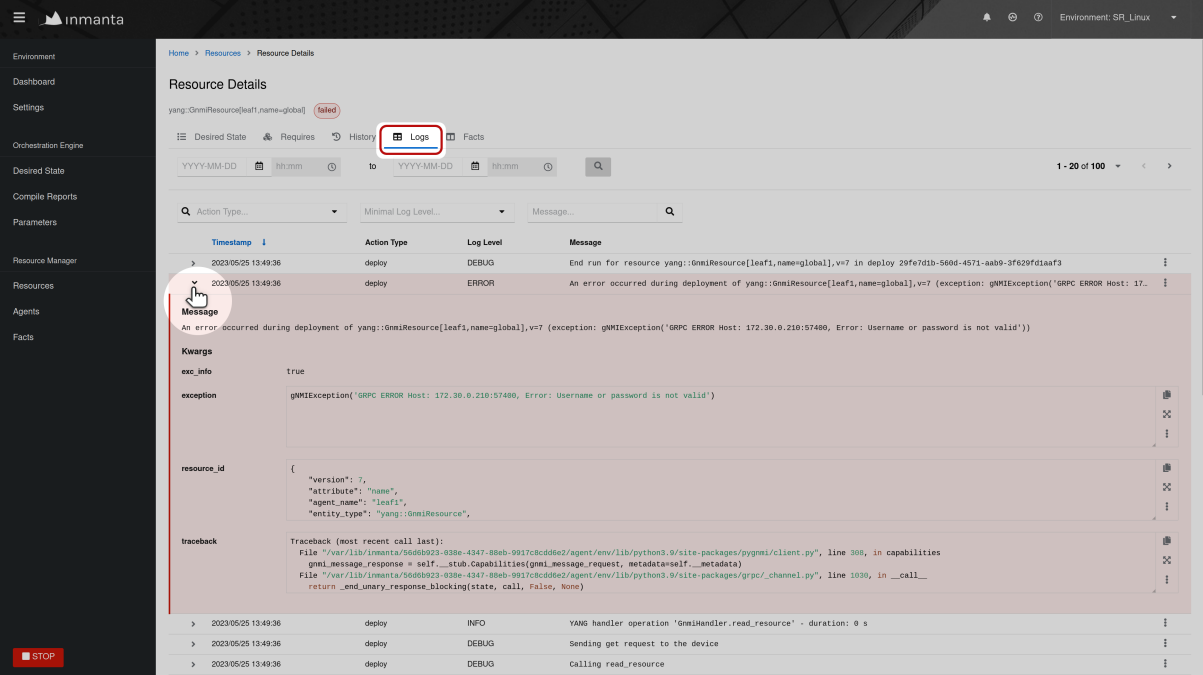 inmanta
Environment: SR_Linux
Environment
Dashboard
Settings
Orchestration Engine
Desired State
Compile Reports
Parameters
Resource Manager
Resources
Agents
Facts
STOP
Home > Resources > Resource Details
Resource Details
yang::GnmiResource[leaf1,name=global] failed
Desired State Requires History Logs Facts
YYYY-MM-DD hh:mm to YYYY-MM-DD hh:mm 1 - 20 of 100
Action Type... Minimal Log Level... Message...
Timestamp Action Type Log Level Message
2023/05/25 13:49:36 deploy DEBUG End run for resource yang::GnmiResource[leaf1,name=global],v=7 in deploy 29fe7d1b-560d-4571-aab9-3f629fd1aaf3
2023/05/25 13:49:36 deploy ERROR An error occurred during deployment of yang::GnmiResource[leaf1,name=global],v=7 (exception: gNMIException('GRPC ERROR Host: 17...
Message
An error occurred during deployment of yang::GnmiResource[leaf1,name=global],v=7 (exception: gNMIException('GRPC ERROR Host: 172.30.0.210:57400, Error: Username or password is not valid'))
Kwargs
exc_info true
exception gNMIException('GRPC ERROR Host: 172.30.0.210:57400, Error: Username or password is not valid')
resource_id {
"version": 7,
"attribute": "name",
"agent_name": "leaf1",
"entity_type": "yang::GnmiResource",
traceback Traceback (most recent call last):
File "/var/lib/inmanta/56d6b923-038e-4347-88eb-9917c8cdd6e2/agent/env/lib/python3.9/site-packages/pygnmi/client.py", line 308, in capabilities
gnmi_message_response = self.__stub.Capabilities(gnmi_message_request, metadata=self.__metadata)
File "/var/lib/inmanta/56d6b923-038e-4347-88eb-9917c8cdd6e2/agent/env/lib/python3.9/site-packages/grpc/_channel.py", line 1030, in __call__
return _end_unary_response_blocking(state, call, False, None)
2023/05/25 13:49:36 deploy INFO YANG handler operation 'GnmiHandler.read_resource' - duration: 0 s
2023/05/25 13:49:36 deploy DEBUG Sending get request to the device
2023/05/25 13:49:36 deploy DEBUG Calling read_resource